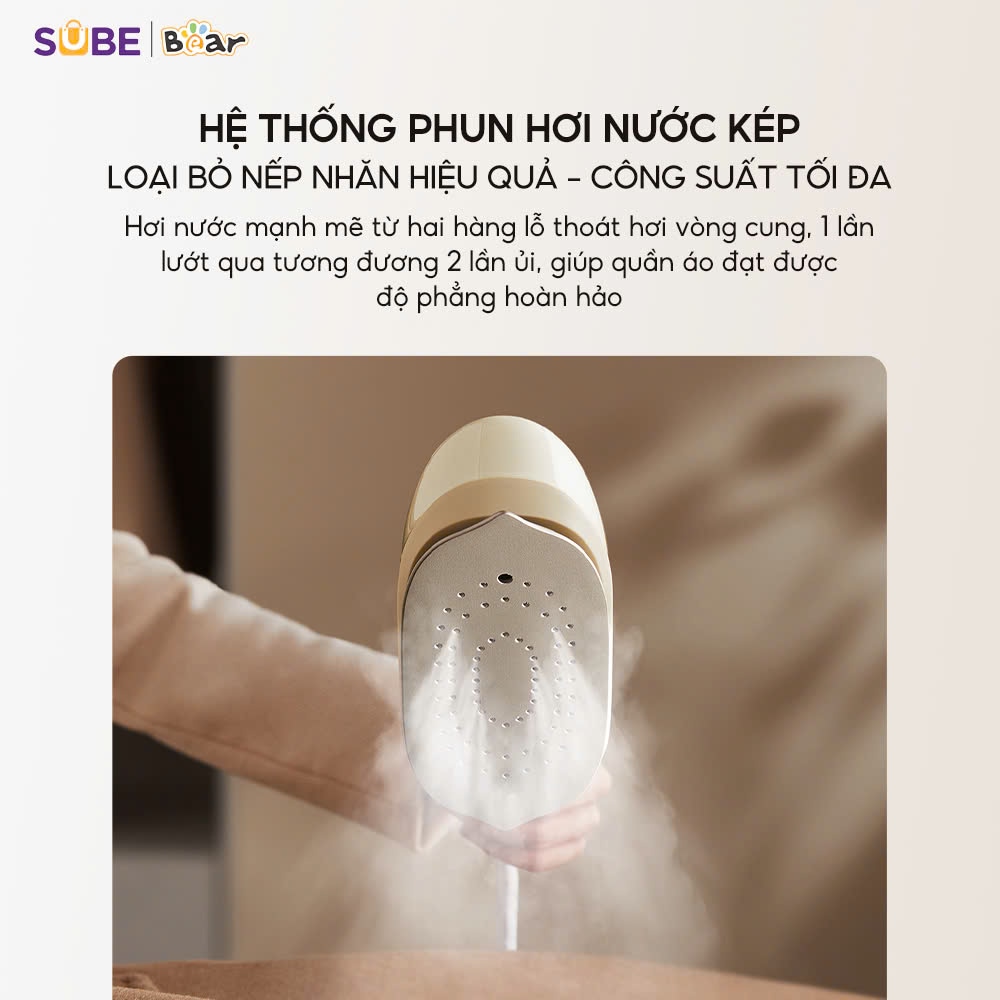 SUBE | Bear
HỆ THỐNG PHUN HƠI NƯỚC KÉP
LOẠI BỎ NẾP NHĂN HIỆU QUẢ - CÔNG SUẤT TỐI ĐA
Hơi nước mạnh mẽ từ hai hàng lỗ thoát hơi vòng cung, 1 lần
lướt qua tương đương 2 lần ủi, giúp quần áo đạt được
độ phẳng hoàn hảo